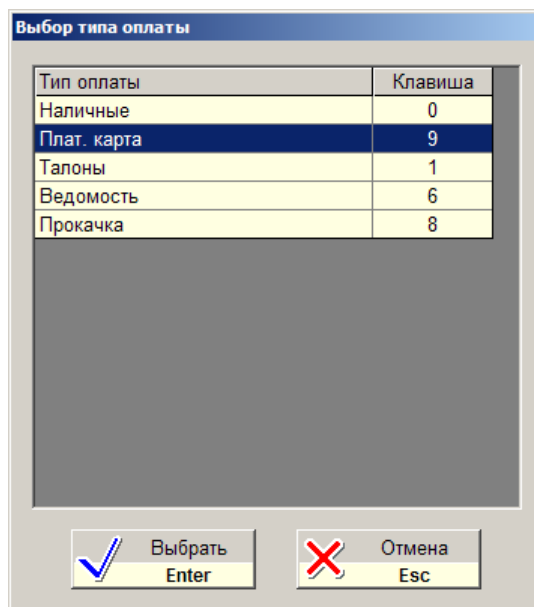 Выбор типа оплаты
Тип оплаты Клавиша
Наличные 0
Плат. карта 9
Талоны 1
Ведомость 6
Прокачка 8
Выбрать Отмена
Enter Esc